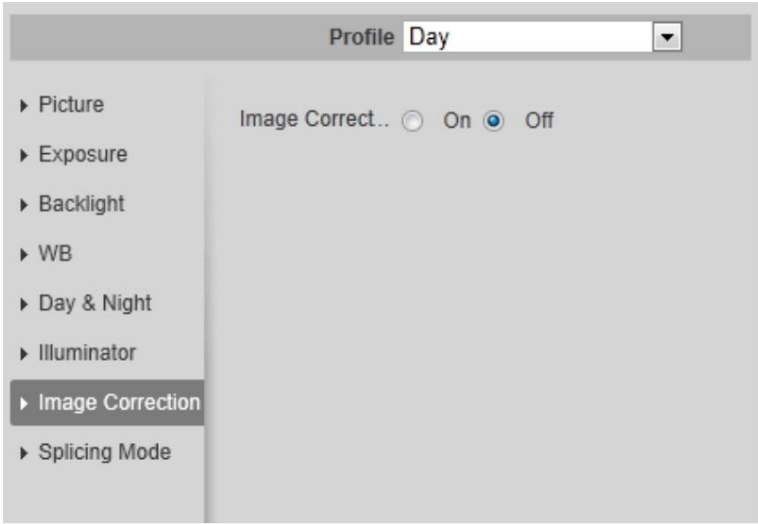 Profile Day
Picture
Image Correct.. On Off
Exposure
Backlight
WB
Day & Night
Illuminator
Image Correction
Splicing Mode